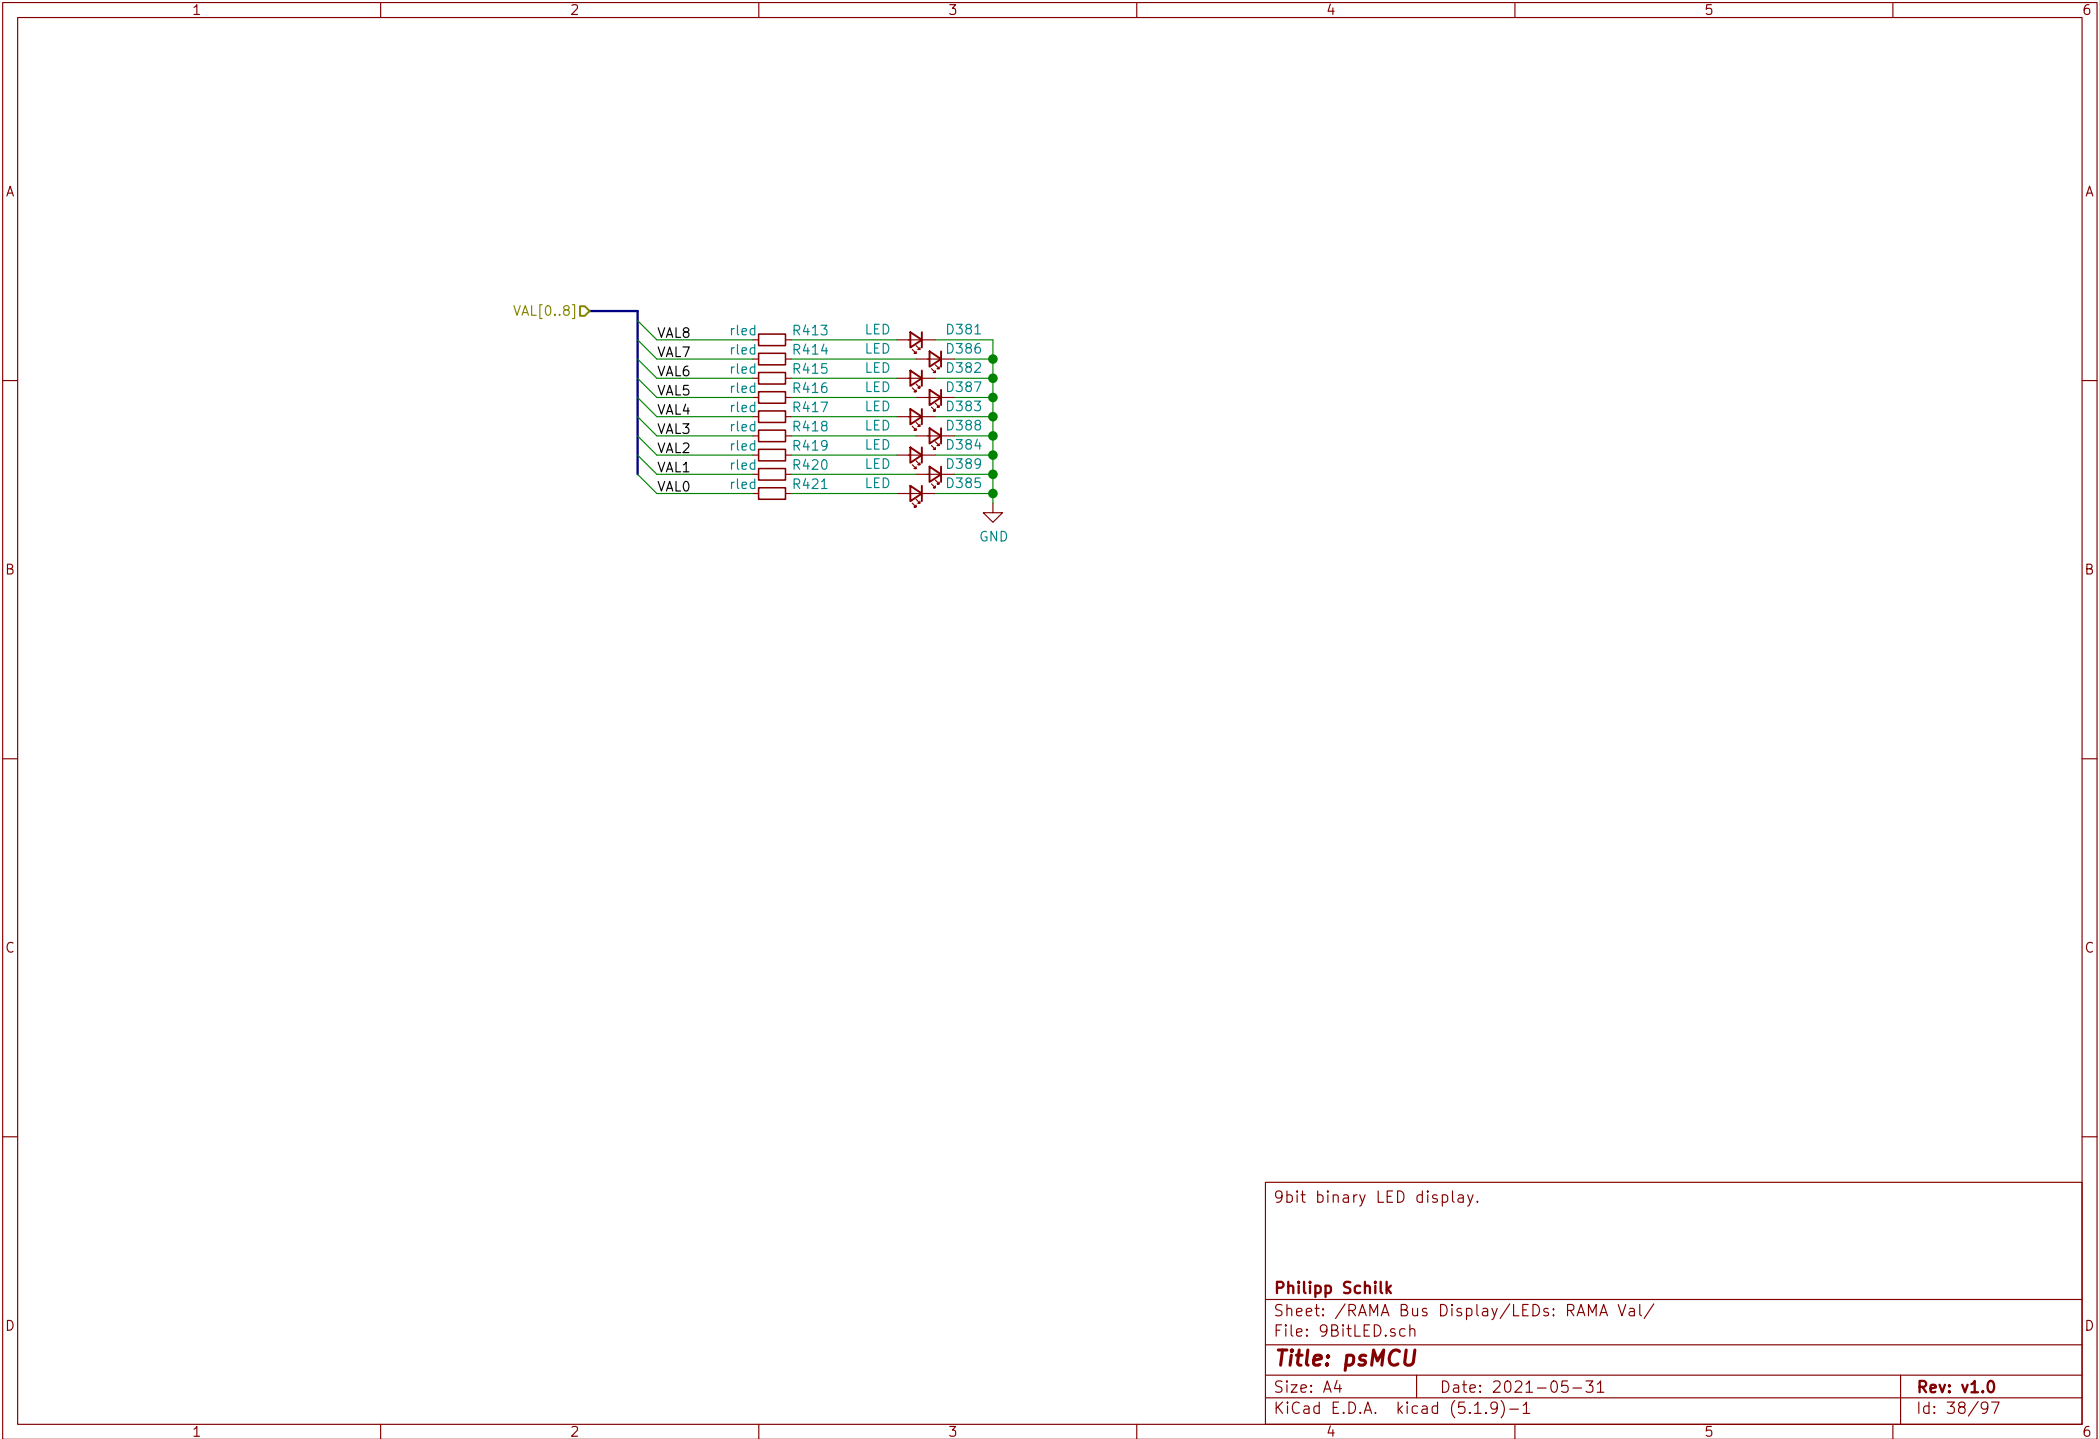 1 2 3 4 5 6
A A
VAL[0..8]
VAL8 rled R413 LED D381
VAL7 rled R414 LED D386
VAL6 rled R415 LED D382
VAL5 rled R416 LED D387
VAL4 rled R417 LED D383
VAL3 rled R418 LED D388
VAL2 rled R419 LED D384
VAL1 rled R420 LED D389
VAL0 rled R421 LED D385
GND
B B
C C
9bit binary LED display.
Philipp Schilk
Sheet: /RAMA Bus Display/LEDs: RAMA Val/
D D
File: 9BitLED.sch
Title: psMCU
Size: A4 Date: 2021-05-31 Rev: v1.0
KiCad E.D.A. kicad (5.1.9)-1 Id: 38/97
1 2 3 4 5 6